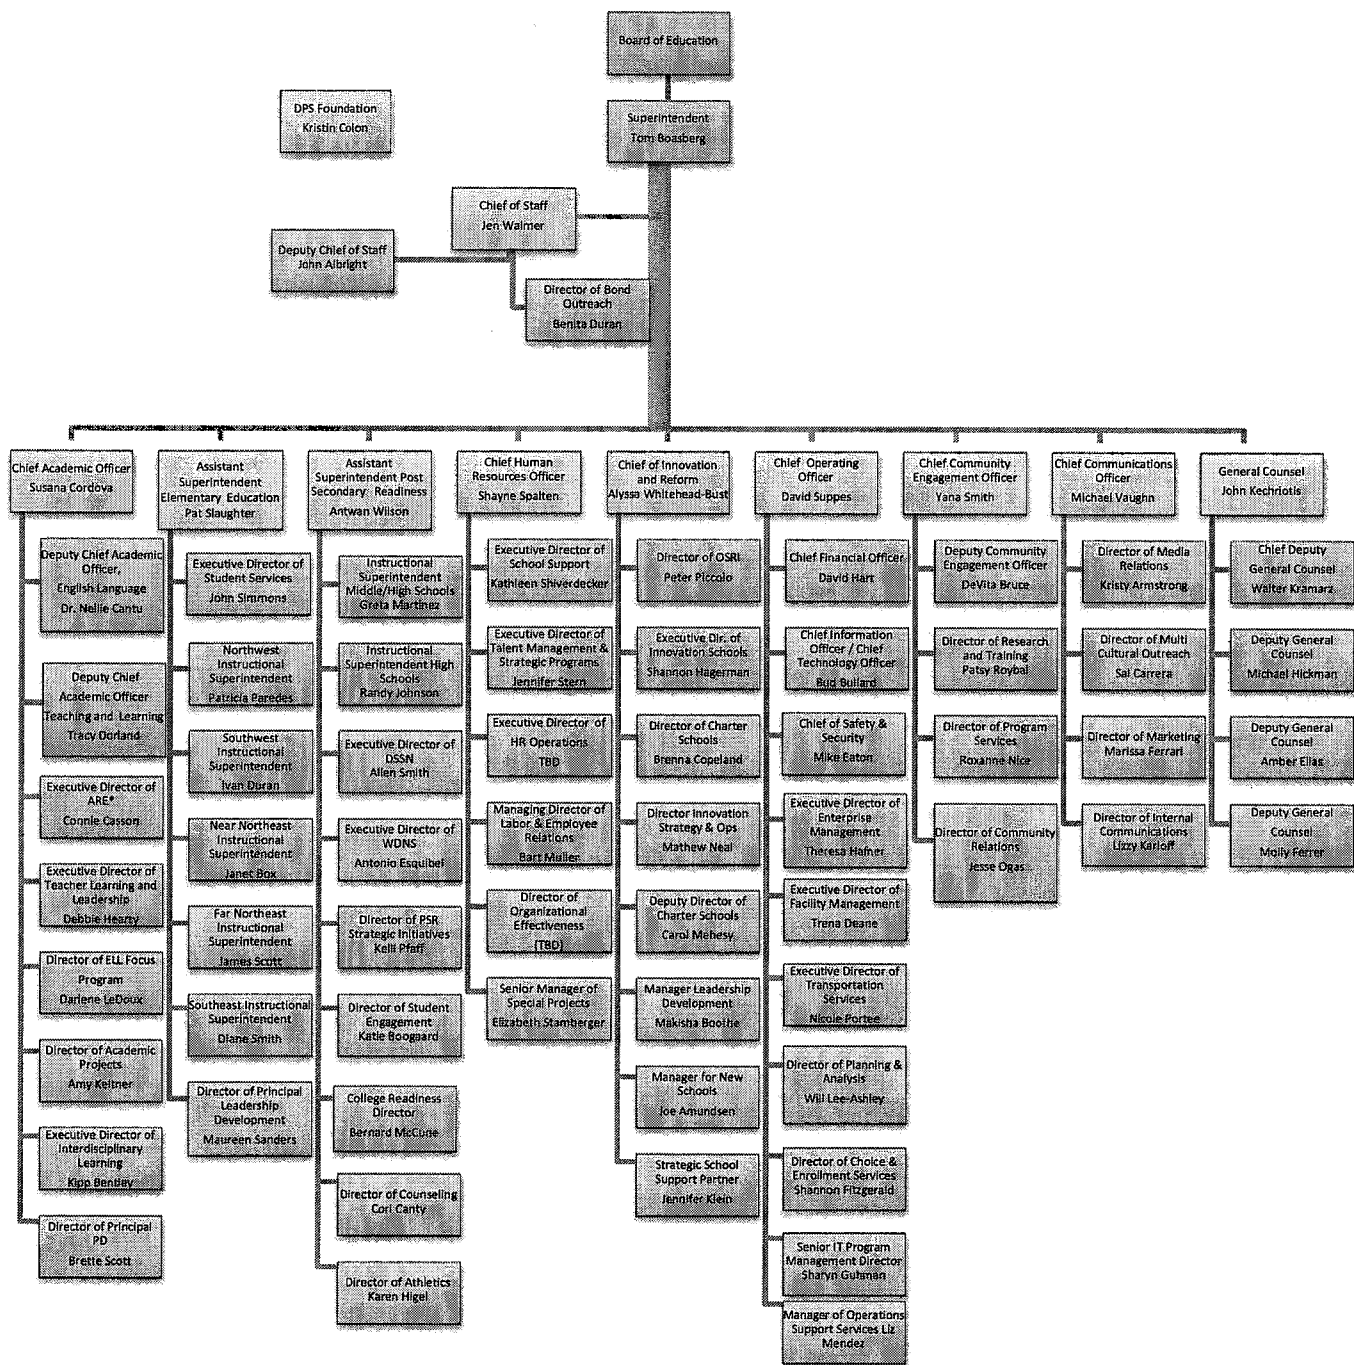 Board of Education
Superintendent
Tom Boasberg
DPS Foundation
Kristin Colon
Chief of Staff
Jen Walmer
Deputy Chief of Staff
John Albright
Director of Bond
Outreach
Benita Duran
Chief Academic Officer
Susana Cordova
Deputy Chief Academic
Officer,
English Language
Dr. Nellie Cantu
Deputy Chief
Academic Officer
Teaching and Learning
Tracy Dorland
Executive Director of
ARE*
Connie Casson
Executive Director of
Teacher Learning and
Leadership
Debbie Hearty
Director of ELL Focus
Program
Darlene LeDoux
Director of Academic
Projects
Amy Keltner
Executive Director of
Interdisciplinary
Learning
Kipp Bentley
Director of Principal
PD
Brette Scott
Assistant
Superintendent
Elementary Education
Pat Slaughter
Executive Director of
Student Services
John Simmons
Northwest
Instructional
Superintendent
Patricia Paredes
Southwest
Instructional
Superintendent
Ivan Duran
Near Northeast
Instructional
Superintendent
Janet Box
Far Northeast
Instructional
Superintendent
James Scott
Southeast Instructional
Superintendent
Diane Smith
Director of Principal
Leadership
Development
Maureen Sanders
Assistant
Superintendent Post
Secondary Readiness
Antwan Wilson
Instructional
Superintendent
Middle/High Schools
Greta Martinez
Instructional
Superintendent High
Schools
Randy Johnson
Executive Director of
DSSN
Allen Smith
Executive Director of
WDNS
Antonio Esquibel
Director of PSR
Strategic Initiatives
Kelli Pfaff
Director of Student
Engagement
Katie Boogaard
College Readiness
Director
Bernard McCune
Director of Counseling
Cori Canty
Director of Athletics
Karen Higel
Chief Human
Resources Officer
Shayne Spalten
Executive Director of
School Support
Kathleen Shiverdecker
Executive Director of
Talent Management &
Strategic Programs
Jennifer Stern
Executive Director of
HR Operations
TBD
Managing Director of
Labor & Employee
Relations
Bart Muller
Director of
Organizational
Effectiveness
(TBD)
Senior Manager of
Special Projects
Elizabeth Stamberger
Chief of Innovation
and Reform
Alyssa Whitehead-Bust
Director of OSRI
Peter Piccolo
Executive Dir. of
Innovation Schools
Shannon Hagerman
Director of Charter
Schools
Brenna Copeland
Director Innovation
Strategy & Ops
Mathew Neal
Deputy Director of
Charter Schools
Carol Mehesy
Manager Leadership
Development
Makisha Boothe
Manager for New
Schools
Joe Amundsen
Strategic School
Support Partner
Jennifer Klein
Chief Operating
Officer
David Suppes
Chief Financial Officer
David Hart
Chief Information
Officer / Chief
Technology Officer
Bud Bullard
Chief of Safety &
Security
Mike Eaton
Executive Director of
Enterprise
Management
Theresa Hafner
Executive Director of
Facility Management
Trena Deane
Executive Director of
Transportation
Services
Nicole Portee
Director of Planning &
Analysis
Will Lee-Ashley
Director of Choice &
Enrollment Services
Shannon Fitzgerald
Senior IT Program
Management Director
Sharyn Guhman
Manager of Operations
Support Services Liz
Mendez
Chief Community
Engagement Officer
Yana Smith
Deputy Community
Engagement Officer
DeVita Bruce
Director of Research
and Training
Patsy Roybal
Director of Program
Services
Roxanne Nice
Director of Community
Relations
Jesse Ogas
Chief Communications
Officer
Michael Vaughn
Director of Media
Relations
Kristy Armstrong
Director of Multi
Cultural Outreach
Sal Carrera
Director of Marketing
Marissa Ferrari
Director of Internal
Communications
Lizzy Karloff
General Counsel
John Kechriotis
Chief Deputy
General Counsel
Walter Kramarz
Deputy General
Counsel
Michael Hickman
Deputy General
Counsel
Amber Elias
Deputy General
Counsel
Molly Ferrer